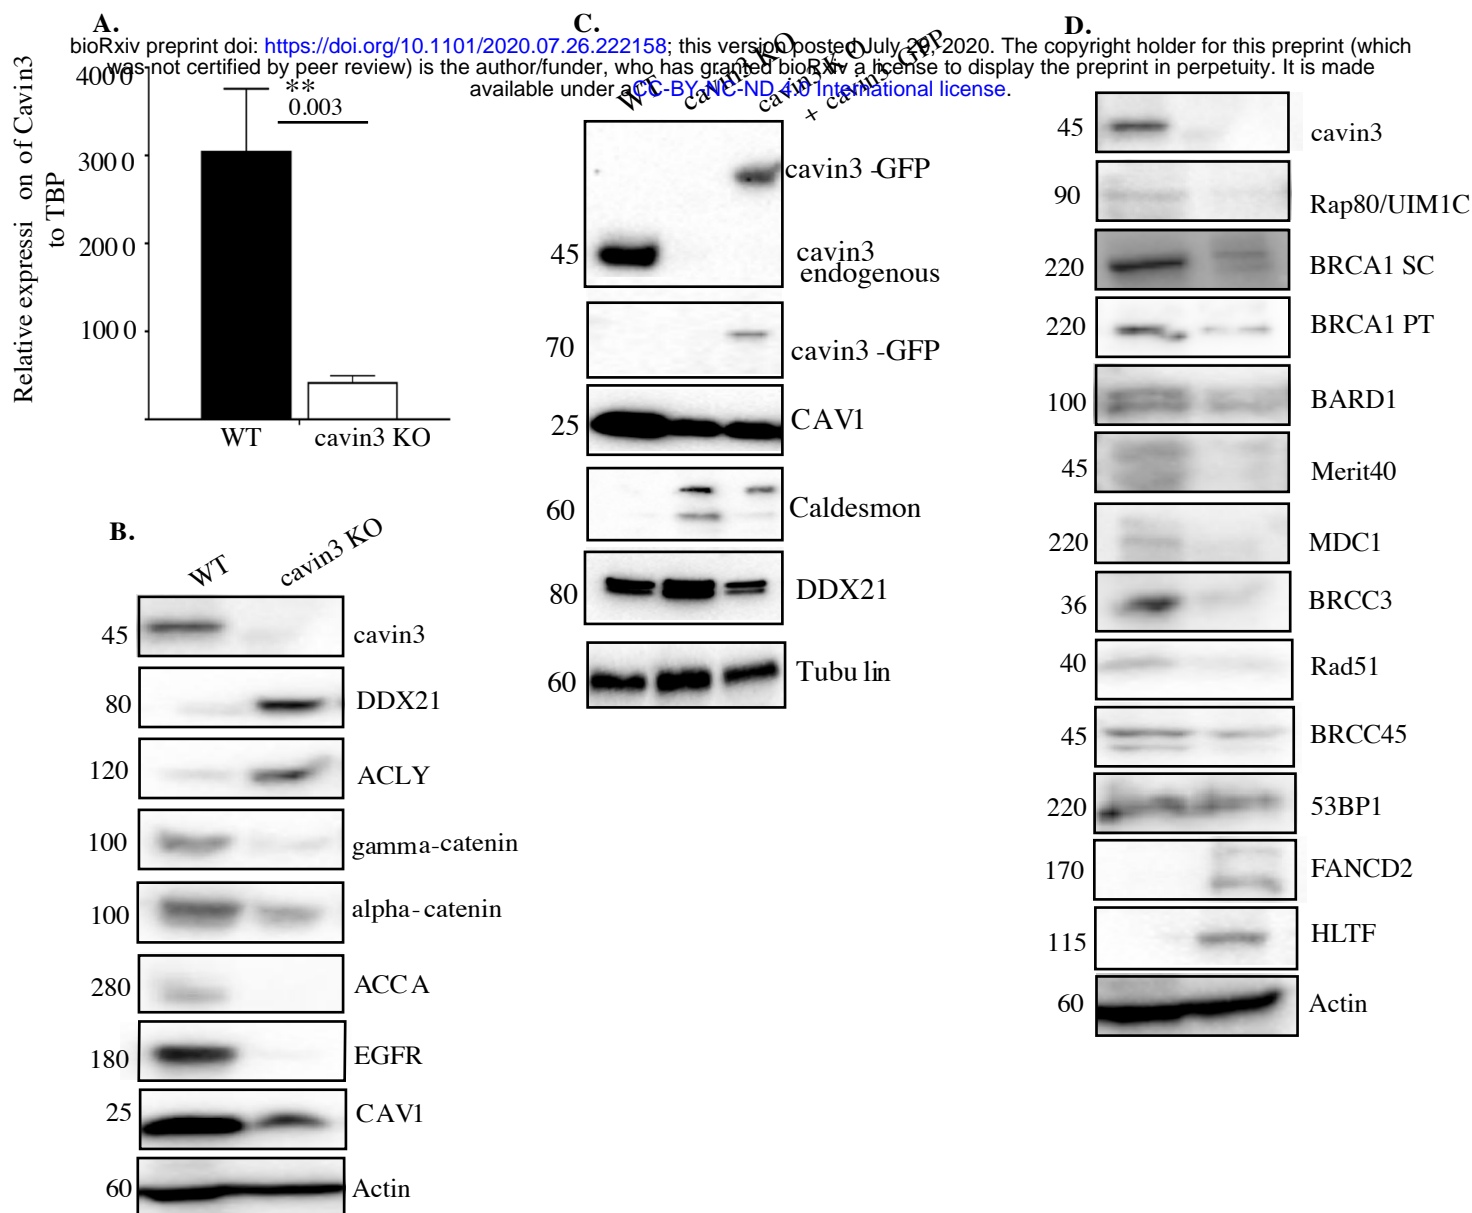 A.
C.
D.
bioRxiv preprint doi: https://doi.org/10.1101/2020.07.26.222158; this version posted July 29, 2020. The copyright holder for this preprint (which
was not certified by peer review) is the author/funder, who has granted bioRxiv a license to display the preprint in perpetuity. It is made
available under aCC-BY-NC-ND 4.0 International license.
Relative expressi on of Cavin3
to TBP
4000
3000
2000
1000
**
0.003
WT
cavin3 KO
B.
WT
cavin3 KO
45
cavin3
80
DDX21
120
ACLY
100
gamma-catenin
100
alpha-catenin
280
ACCA
180
EGFR
25
CAV1
60
Actin
WT
cavin3 KO
cavin3 KO
+ cavin3-GFP
cavin3 -GFP
45
cavin3
endogenous
70
cavin3 -GFP
25
CAV1
60
Caldesmon
80
DDX21
60
Tubu lin
45
cavin3
90
Rap80/UIM1C
220
BRCA1 SC
220
BRCA1 PT
100
BARD1
45
Merit40
220
MDC1
36
BRCC3
40
Rad51
45
BRCC45
220
53BP1
170
FANCD2
115
HLTF
60
Actin